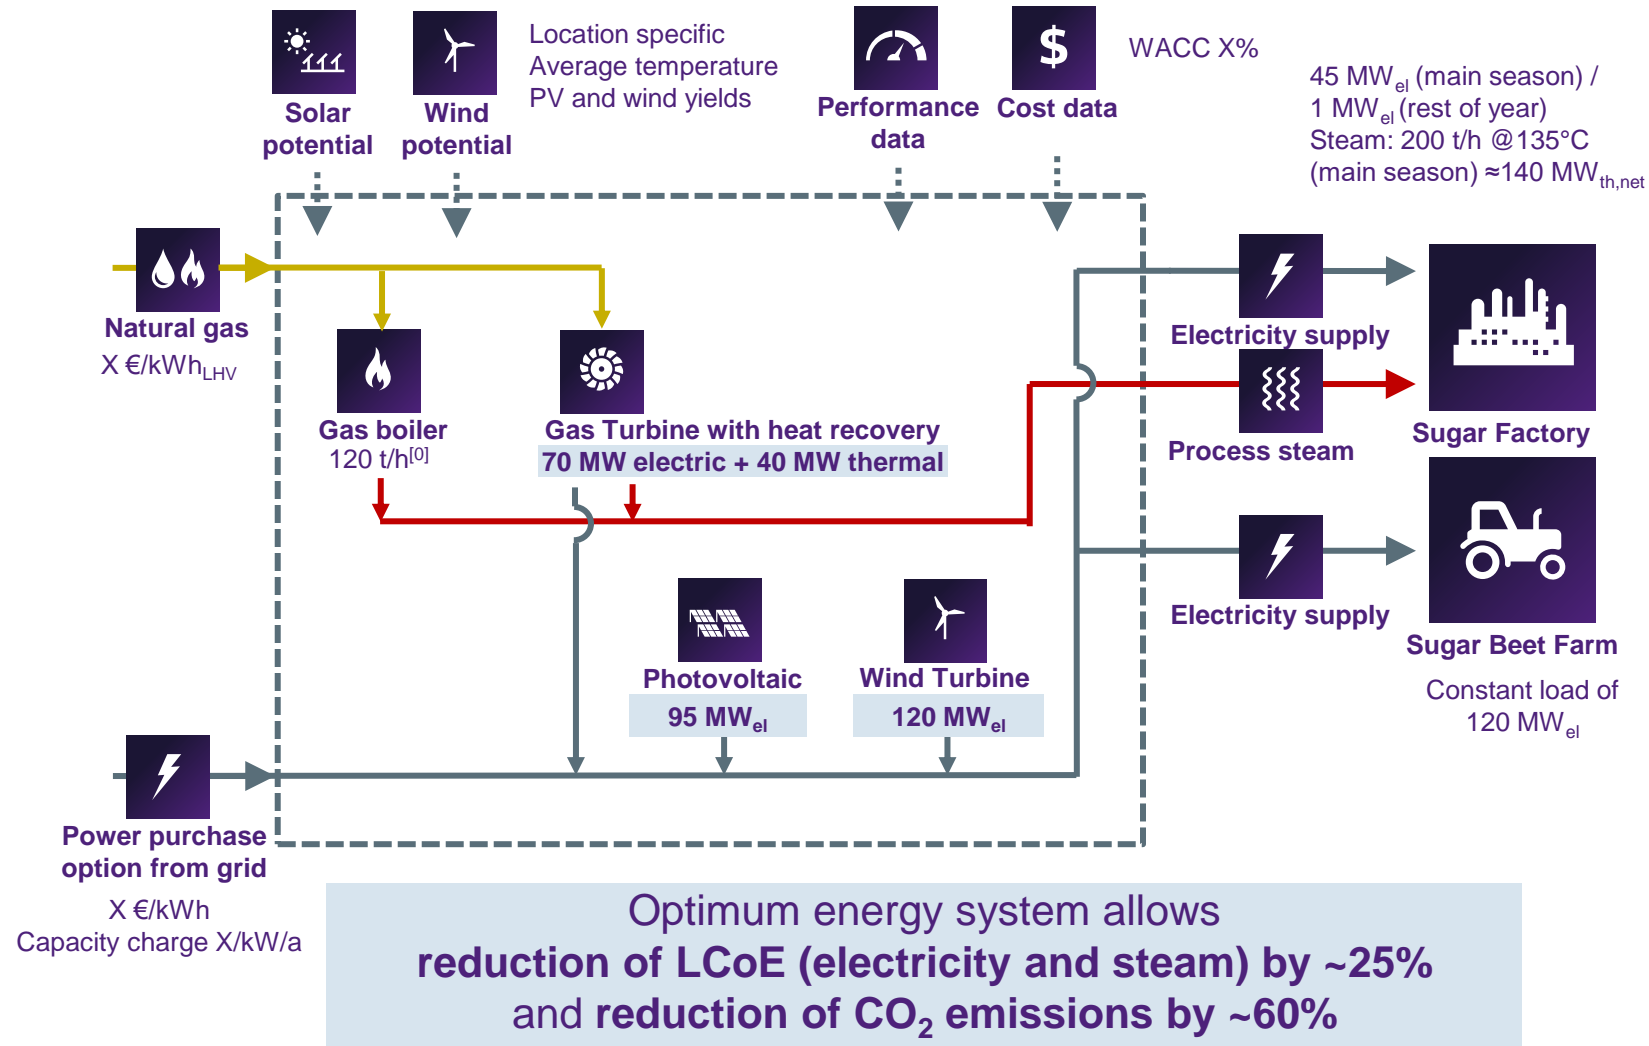 Solar
potential
Wind
potential
Location specific
Average temperature
PV and wind yields
Performance
data
$
Cost data
WACC X%
45 MWel (main season) /
1 MWel (rest of year)
Steam: 200 t/h @135°C
(main season) ≈140 MWth,net
Natural gas
X €/kWhLHV
Gas boiler
120 t/h[0]
Gas Turbine with heat recovery
70 MW electric + 40 MW thermal
Electricity supply
Process steam
Sugar Factory
Electricity supply
Sugar Beet Farm
Constant load of
120 MWel
Photovoltaic
95 MWel
Wind Turbine
120 MWel
Power purchase
option from grid
X €/kWh
Capacity charge X/kW/a
Optimum energy system allows
reduction of LCoE (electricity and steam) by ~25%
and reduction of CO2 emissions by ~60%